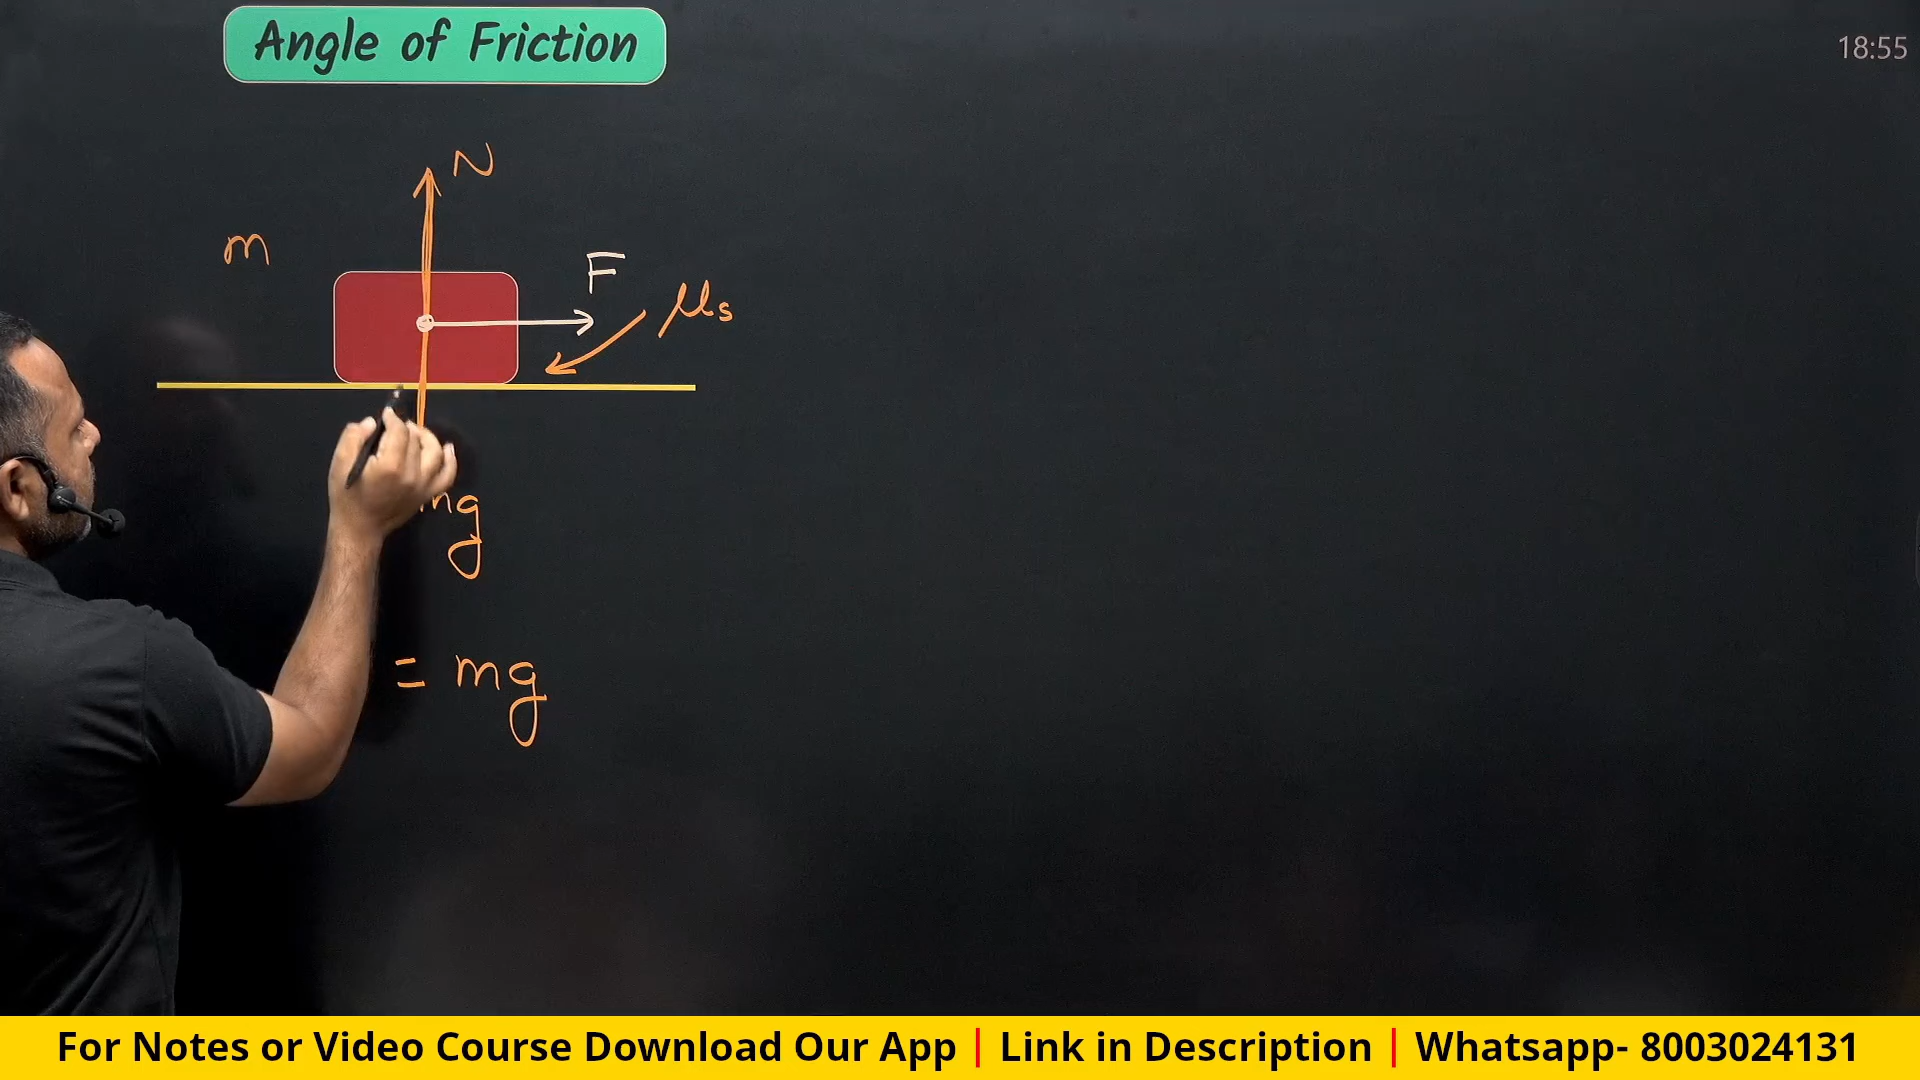 Angle of Friction
18:55
N
m
F
μs
mg
= mg
For Notes or Video Course Download Our App | Link in Description | Whatsapp- 8003024131